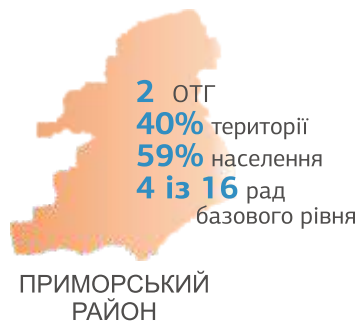 2 ОТГ
40% території
59% населення
4 із 16 рад
базового рівня
ПРИМОРСЬКИЙ
РАЙОН